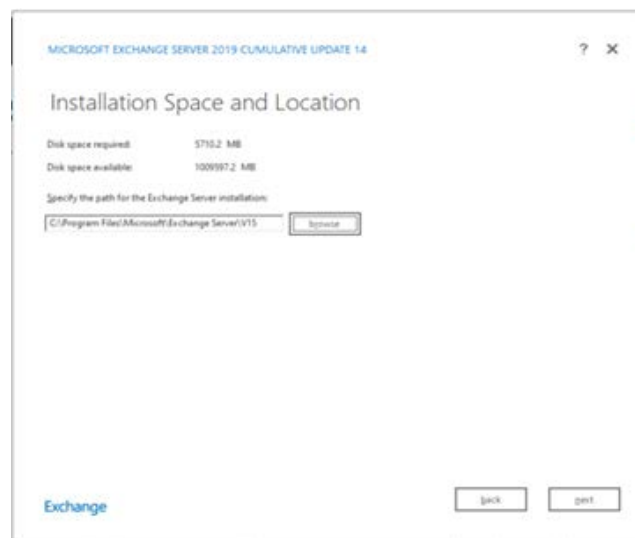 MICROSOFT EXCHANGE SERVER 2019 CUMULATIVE UPDATE 14
? ✕
Installation Space and Location
Disk space required: 5710.2 MB
Disk space available: 1009597.2 MB
Specify the path for the Exchange Server installation:
C:\Program Files\Microsoft\Exchange Server\V15 browse
Exchange back next